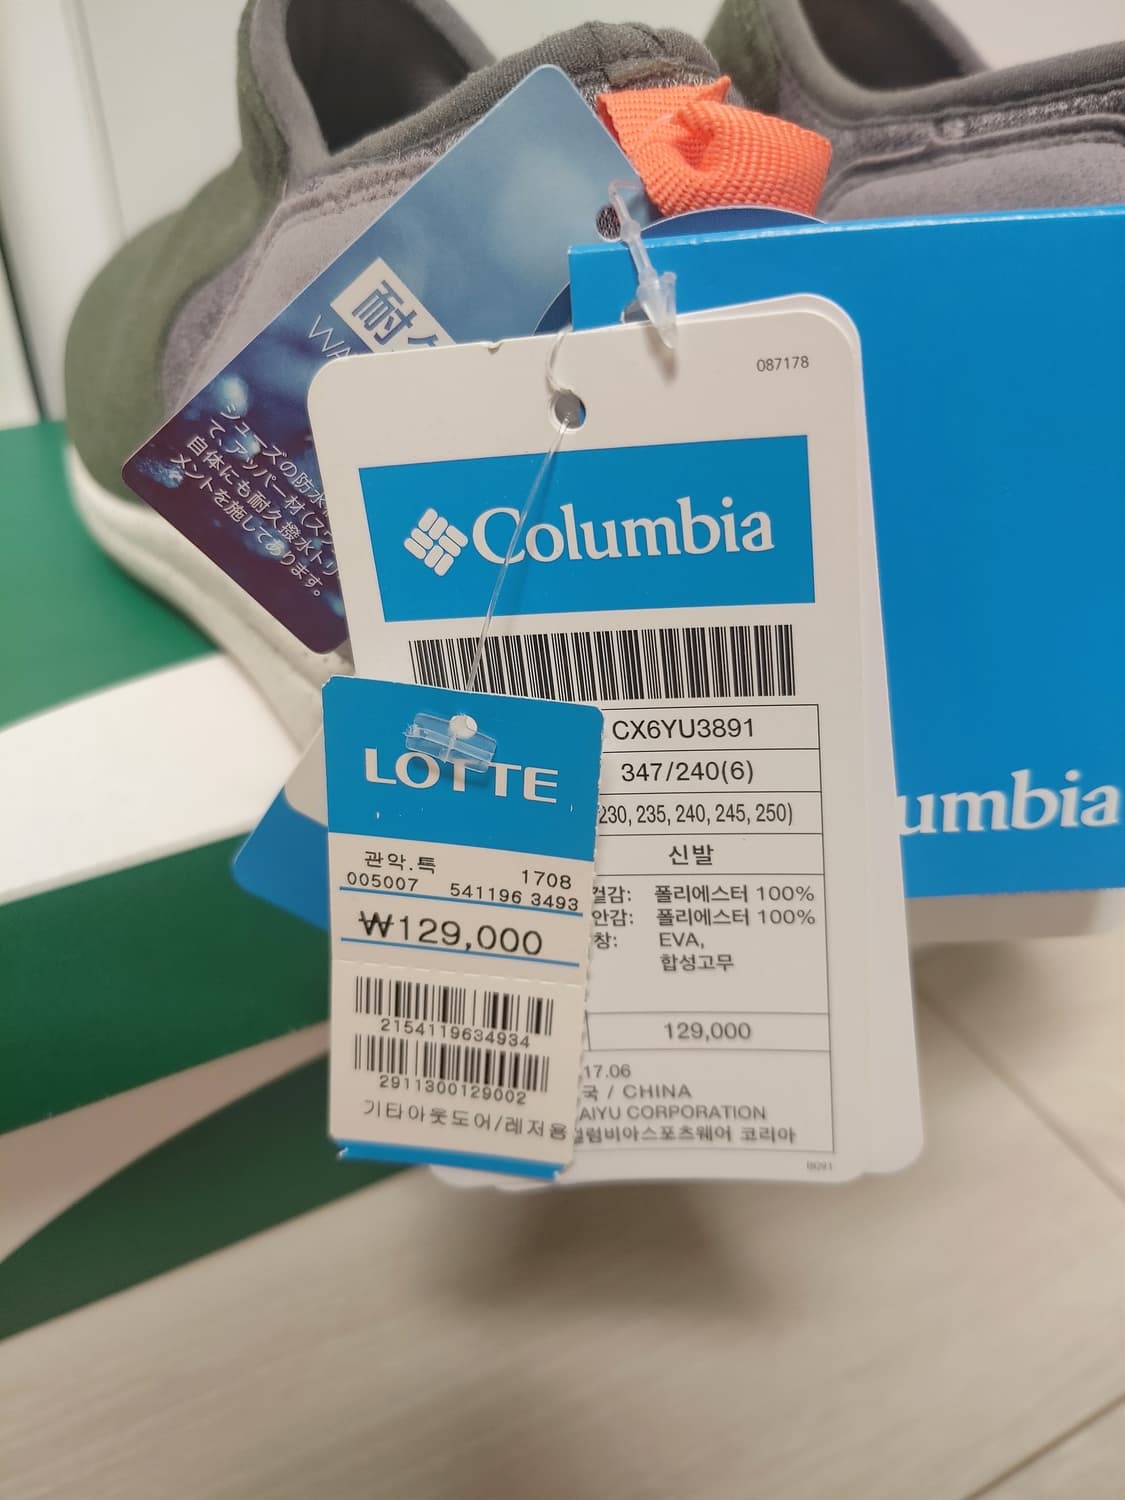 耐久
WA
シューズの防水
て、アッパー材(スウ
自体にも耐久撥水トリ
メントを施してあります。
087178
Columbia
CX6YU3891
347/240(6)
230, 235, 240, 245, 250)
신발
겉감: 폴리에스터 100%
안감: 폴리에스터 100%
창: EVA,
합성고무
129,000
17.06
국 / CHINA
AIYU CORPORATION
컬럼비아스포츠웨어 코리아
LOTTE
관악.특 1708
005007 541196 3493
₩129,000
2154119634934
2911300129002
기타아웃도어/레저용
umbia